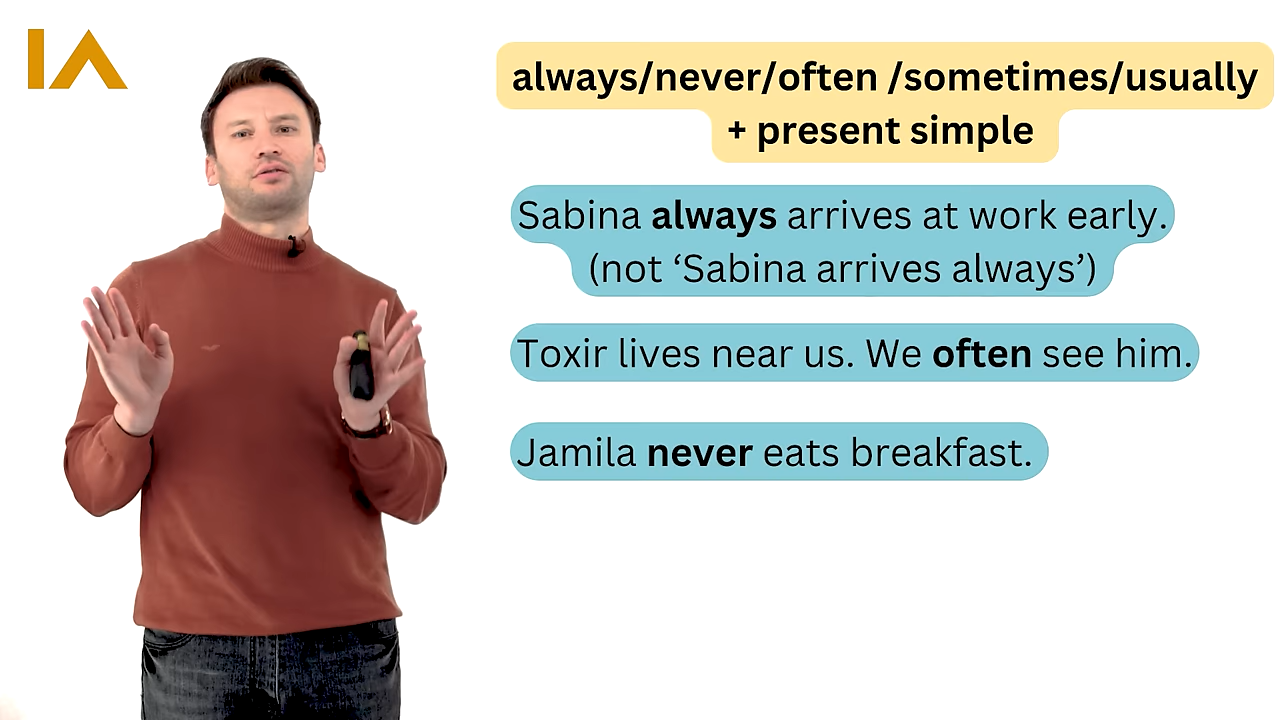 IA
always/never/often /sometimes/usually
+ present simple
Sabina always arrives at work early.
(not ‘Sabina arrives always’)
Toxir lives near us. We often see him.
Jamila never eats breakfast.